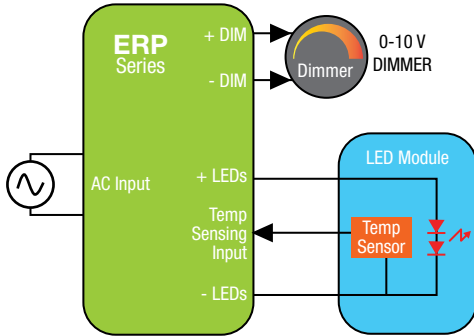 ERP
Series
+ DIM
- DIM
Dimmer
0-10 V
DIMMER
AC Input
+ LEDs
Temp
Sensing
Input
- LEDs
LED Module
Temp
Sensor